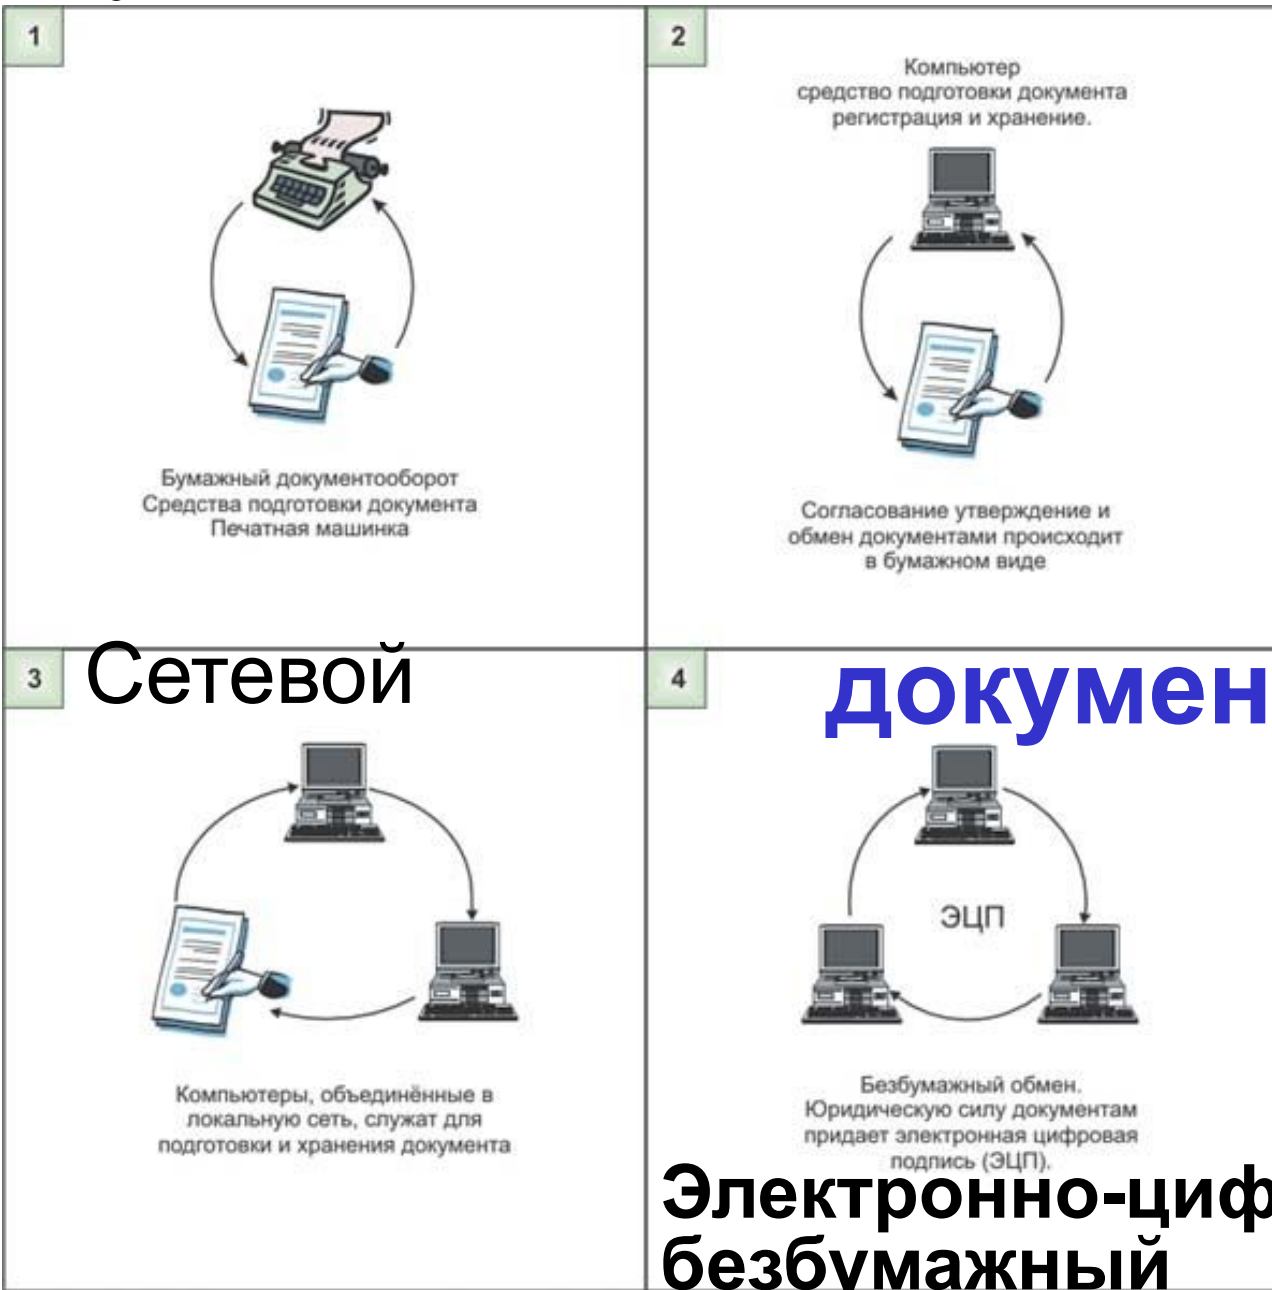 1
Бумажный документооборот
Средства подготовки документа
Печатная машинка
2
Компьютер
средство подготовки документа
регистрация и хранение.
Согласование утверждение и
обмен документами происходит
в бумажном виде
3
Сетевой
Компьютеры, объединённые в
локальную сеть, служат для
подготовки и хранения документа
4
докумен
ЭЦП
Безбумажный обмен.
Юридическую силу документам
придает электронная цифровая
подпись (ЭЦП).
Электронно-циф
безбумажный